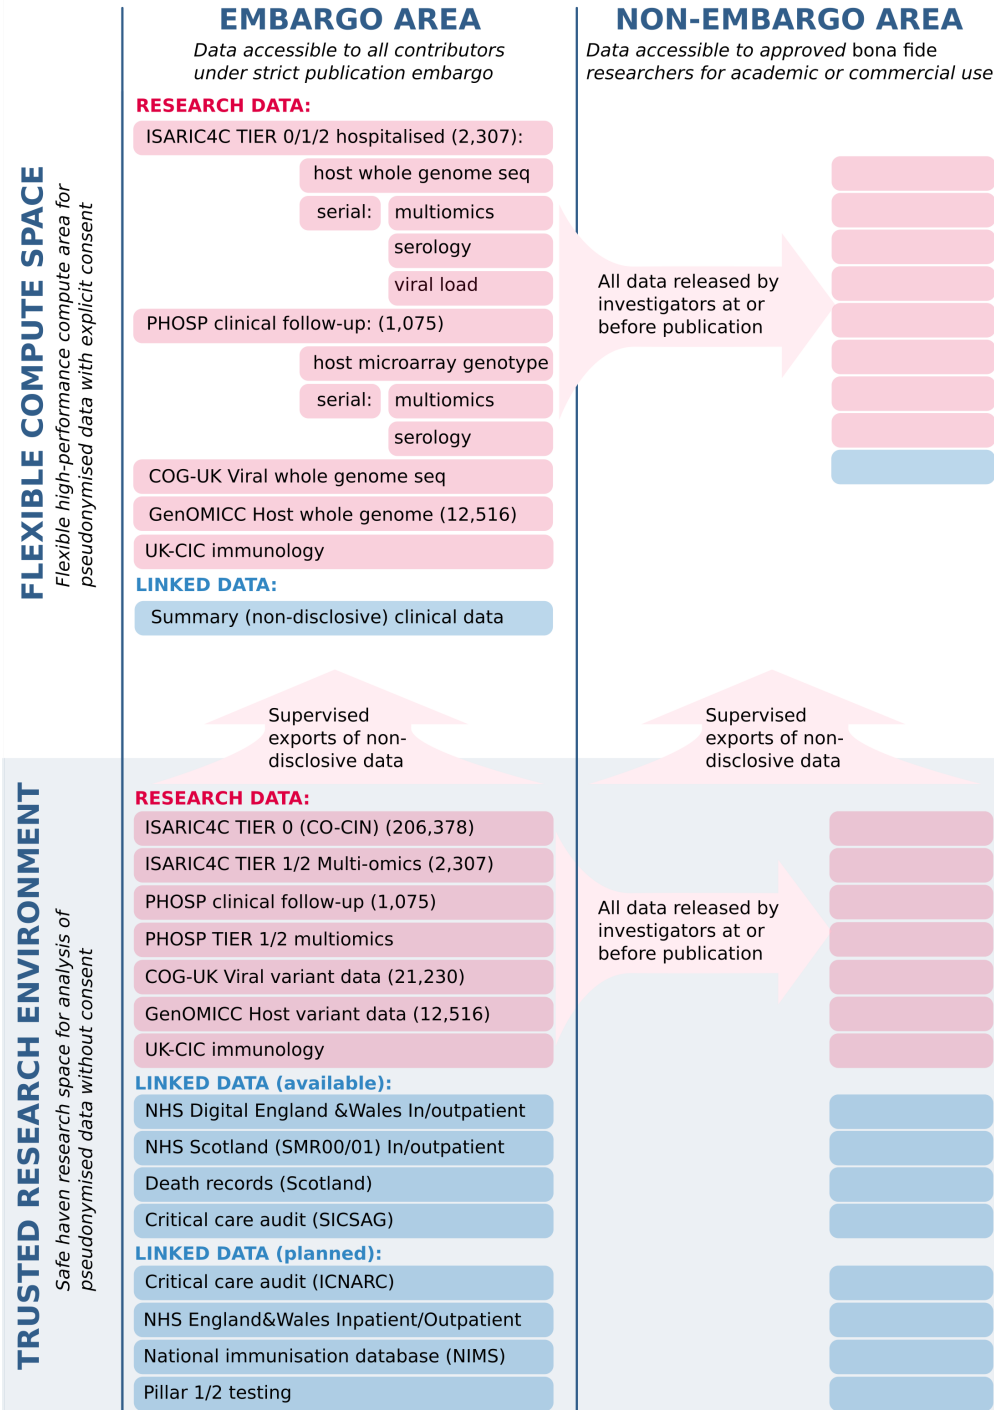 EMBARGO AREA
Data accessible to all contributors
under strict publication embargo
NON-EMBARGO AREA
Data accessible to approved bona fide
researchers for academic or commercial use
FLEXIBLE COMPUTE SPACE
Flexible high-performance compute area for
pseudonymised data with explicit consent
RESEARCH DATA:
ISARIC4C TIER 0/1/2 hospitalised (2,307):
host whole genome seq
serial:
multiomics
serology
viral load
PHOSP clinical follow-up: (1,075)
host microarray genotype
serial:
multiomics
serology
COG-UK Viral whole genome seq
GenOMICC Host whole genome (12,516)
UK-CIC immunology
LINKED DATA:
Summary (non-disclosive) clinical data
All data released by
investigators at or
before publication
Supervised
exports of non-
disclosive data
Supervised
exports of non-
disclosive data
TRUSTED RESEARCH ENVIRONMENT
Safe haven research space for analysis of
pseudonymised data without consent
RESEARCH DATA:
ISARIC4C TIER 0 (CO-CIN) (206,378)
ISARIC4C TIER 1/2 Multi-omics (2,307)
PHOSP clinical follow-up (1,075)
PHOSP TIER 1/2 multiomics
COG-UK Viral variant data (21,230)
GenOMICC Host variant data (12,516)
UK-CIC immunology
All data released by
investigators at or
before publication
LINKED DATA (available):
NHS Digital England &Wales In/outpatient
NHS Scotland (SMR00/01) In/outpatient
Death records (Scotland)
Critical care audit (SICSAG)
LINKED DATA (planned):
Critical care audit (ICNARC)
NHS England&Wales Inpatient/Outpatient
National immunisation database (NIMS)
Pillar 1/2 testing